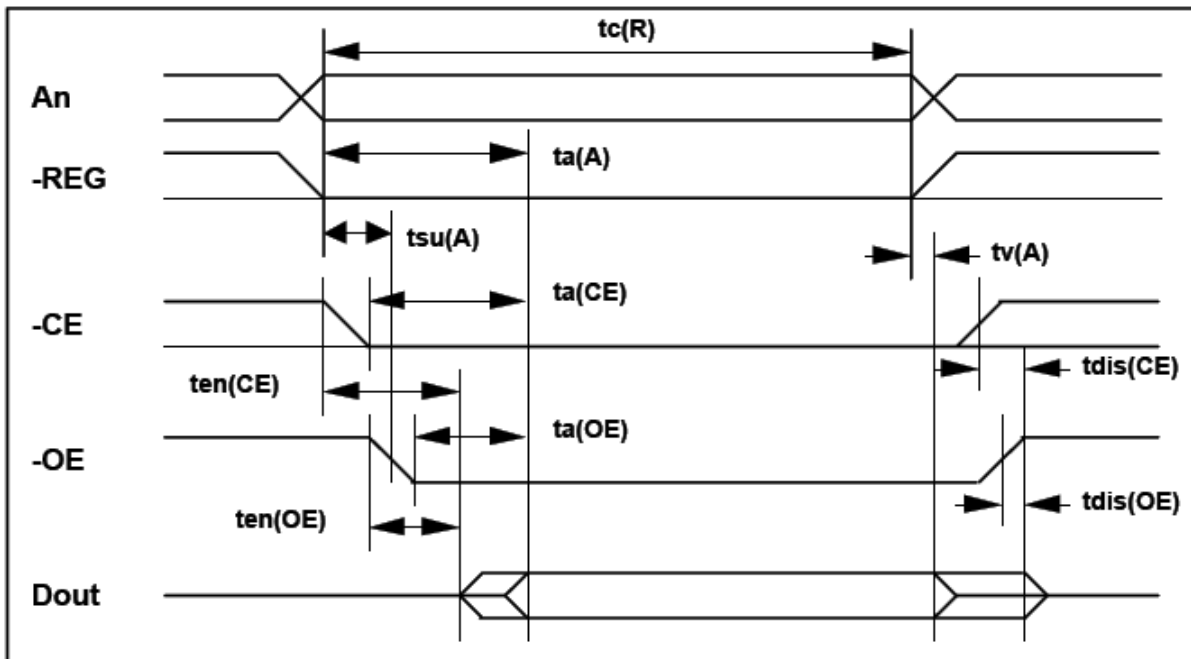 tc(R)
An
ta(A)
-REG
tsu(A)
tv(A)
ta(CE)
-CE
tdis(CE)
ten(CE)
ta(OE)
-OE
tdis(OE)
ten(OE)
Dout